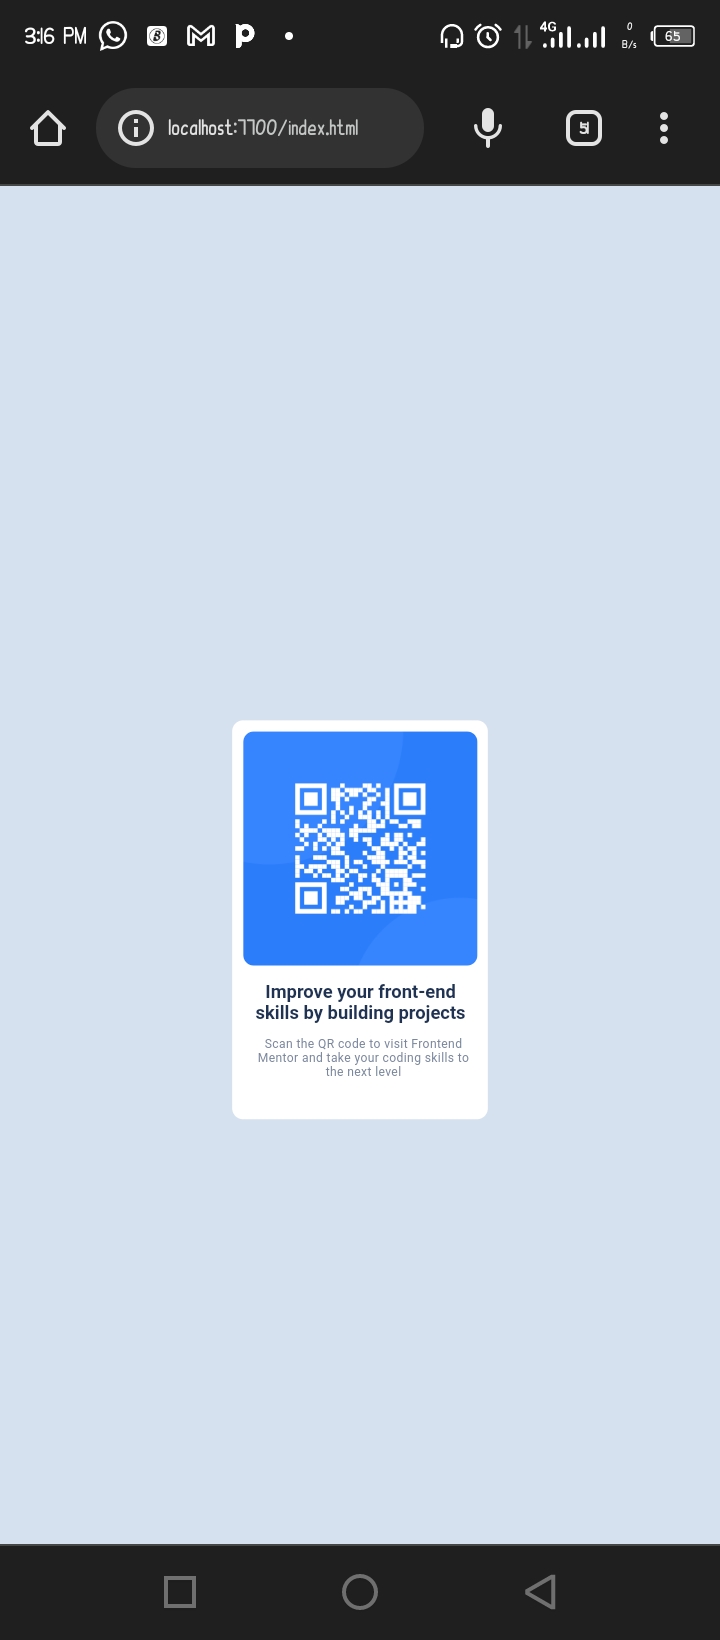 3:16 PM
4G
0
B/s
65
localhost:7700/index.html
5
Improve your front-end
skills by building projects
Scan the QR code to visit Frontend
Mentor and take your coding skills to
the next level